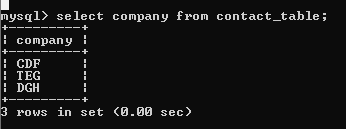 mysql> select company from contact_table;
+---------+
¦ company ¦
+---------+
¦ CDF     ¦
¦ TEG     ¦
¦ DGH     ¦
+---------+
3 rows in set (0.00 sec)